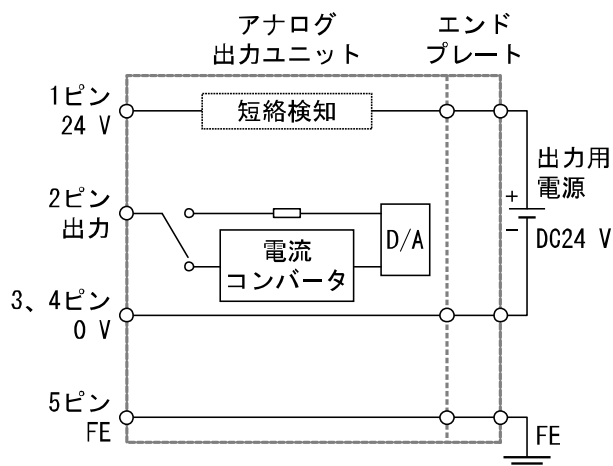 アナログ
出力ユニット
エンド
プレート
1ピン
24 V
短絡検知
出力用
電源
+
−
DC24 V
2ピン
出力
D/A
電流
コンバータ
3、4ピン
0 V
5ピン
FE
FE